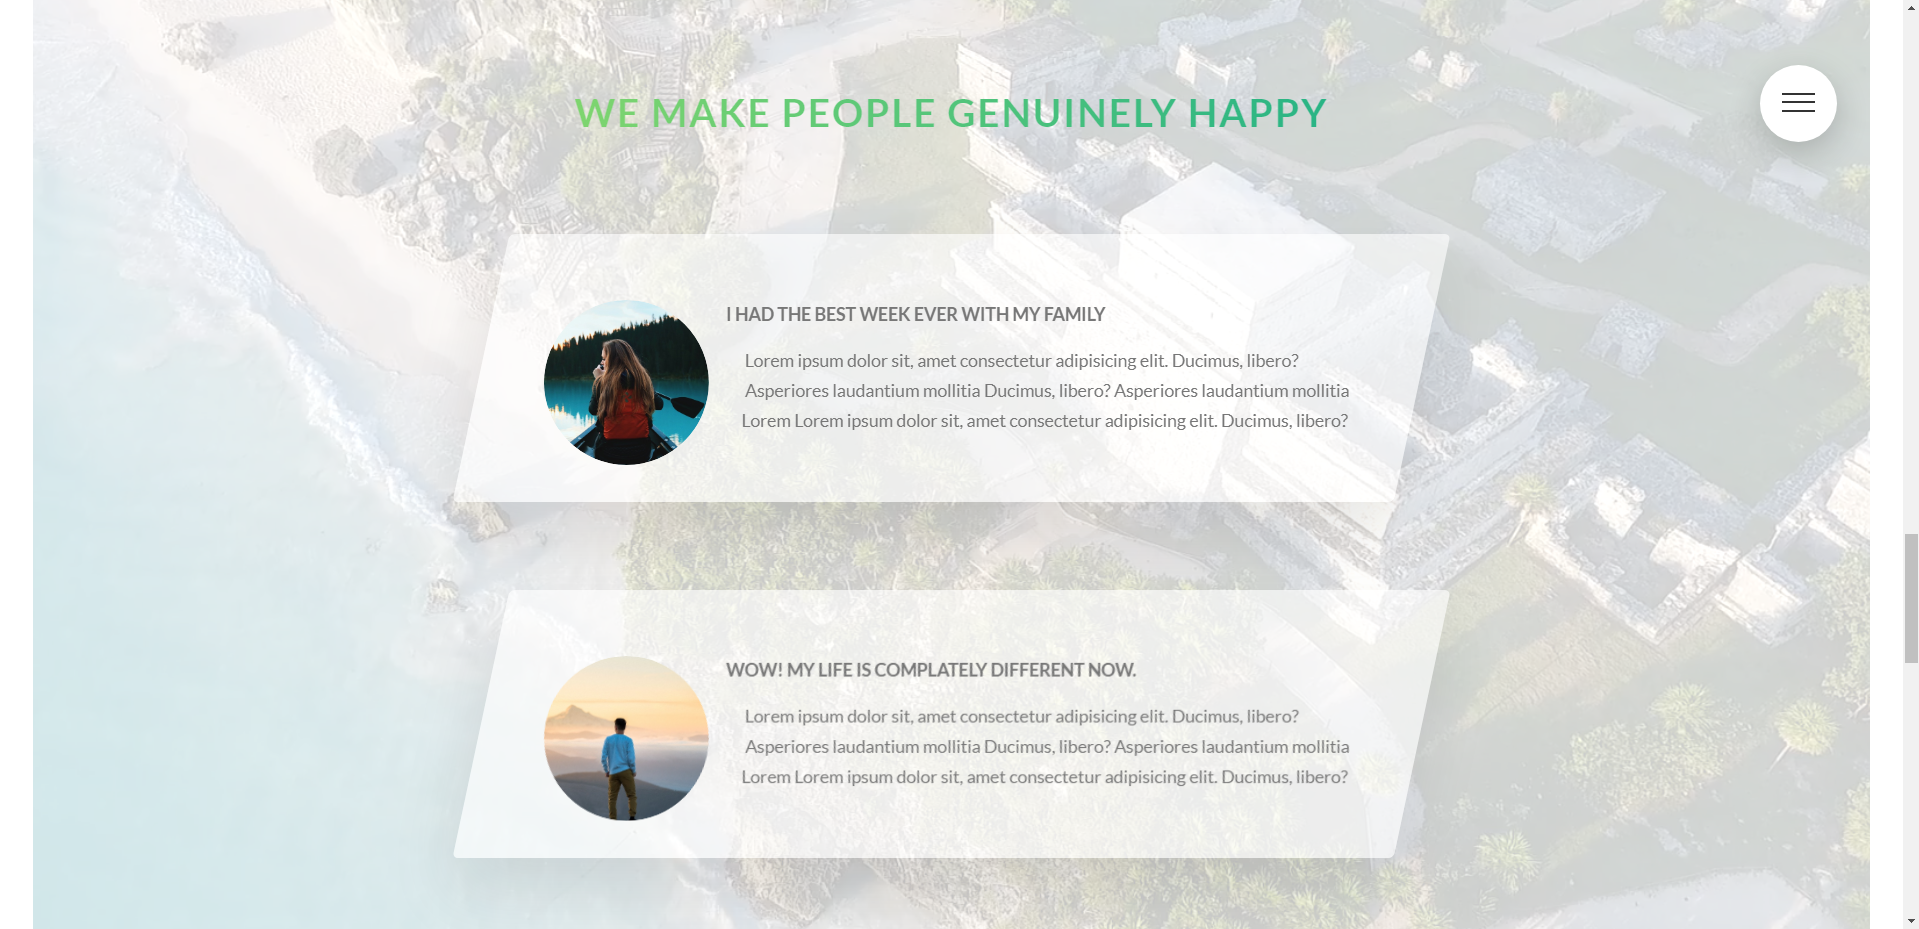 WE MAKE PEOPLE GENUINELY HAPPY
I HAD THE BEST WEEK EVER WITH MY FAMILY
Lorem ipsum dolor sit, amet consectetur adipisicing elit. Ducimus, libero?
Asperiores laudantium mollitia Ducimus, libero? Asperiores laudantium mollitia
Lorem Lorem ipsum dolor sit, amet consectetur adipisicing elit. Ducimus, libero?
WOW! MY LIFE IS COMPLATELY DIFFERENT NOW.
Lorem ipsum dolor sit, amet consectetur adipisicing elit. Ducimus, libero?
Asperiores laudantium mollitia Ducimus, libero? Asperiores laudantium mollitia
Lorem Lorem ipsum dolor sit, amet consectetur adipisicing elit. Ducimus, libero?